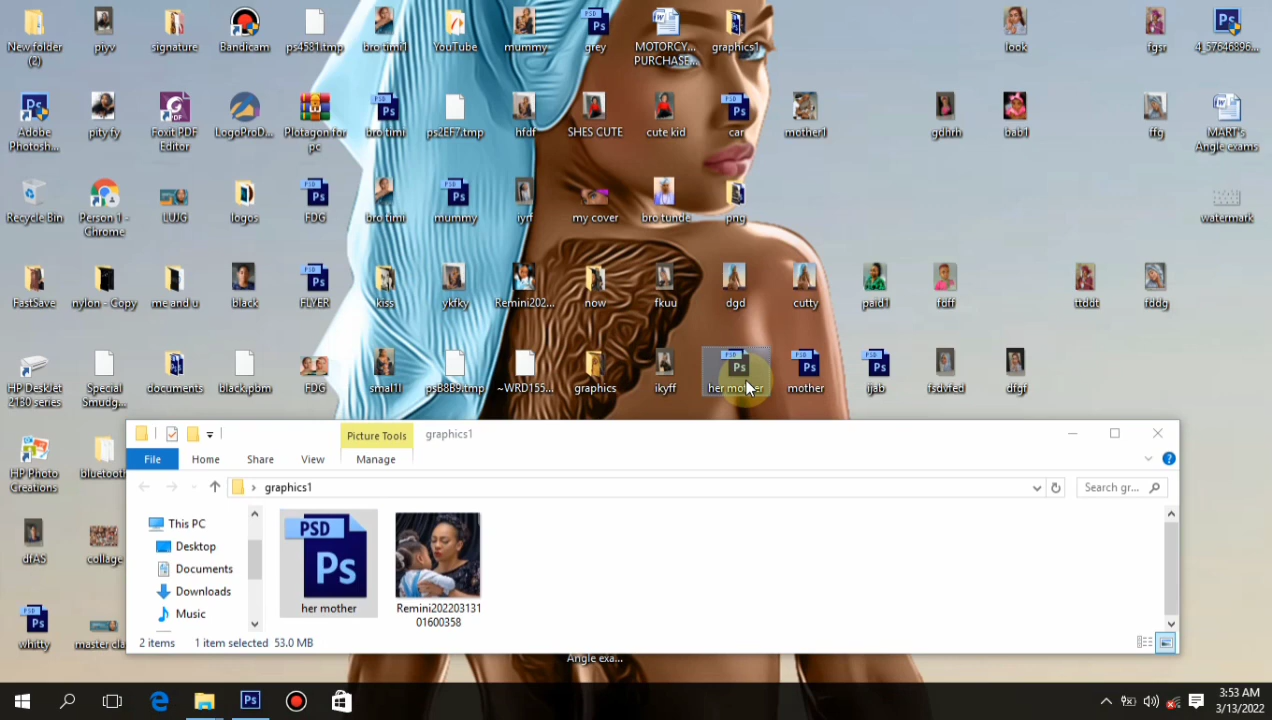 New folder (2)
piyv
signature
Bandicam
ps4581.tmp
bro timi1
YouTube
mummy
grey
MOTORCY... PURCHASE...
graphics1
look
fgsr
4_57646896...
Adobe Photosh...
pity fy
Foxit PDF Editor
LogoProD...
Plotagon for pc
bro timi
ps2EF7.tmp
hfdf
SHES CUTE
cute kid
car
mother1
gdhrh
bab1
ffg
MART's Angle exams
Recycle Bin
Person 1 - Chrome
LUJG
logos
FDG
bro timi
mummy
iyrf
my cover
bro tunde
png
watermark
FastSave
nylon - Copy
me and u
black
FLYER
kiss
ykfky
Remini202...
now
fkuu
dgd
cutty
paid1
fdff
ttddt
fddg
HP Deskjet 2130 series
Special Smudg...
documents
black.pbm
FDG
small1
psB8B9.tmp
~WRD155...
graphics
ikyff
her mother
mother
ijab
fsdvfed
dfgf
Picture Tools
graphics1
File
Home
Share
View
Manage
HP Photo Creations
bluetooth
graphics1
Search gr...
This PC
Desktop
Documents
Downloads
Music
PSD
Ps
her mother
Remini202203131
01600358
dfAS
collage
whitty
master cla
2 items
1 item selected
53.0 MB
Angle exa...
3:53 AM
3/13/2022